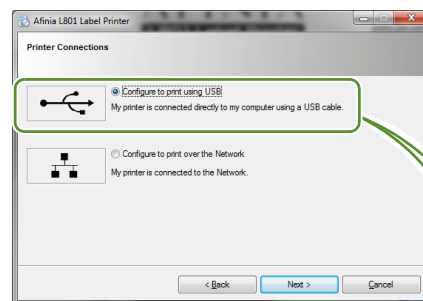 Afinia L801 Label Printer
Printer Connections
Configure to print using USB
My printer is connected directly to my computer using a USB cable.
Configure to print over the Network
My printer is connected to the Network.
< Back
Next >
Cancel